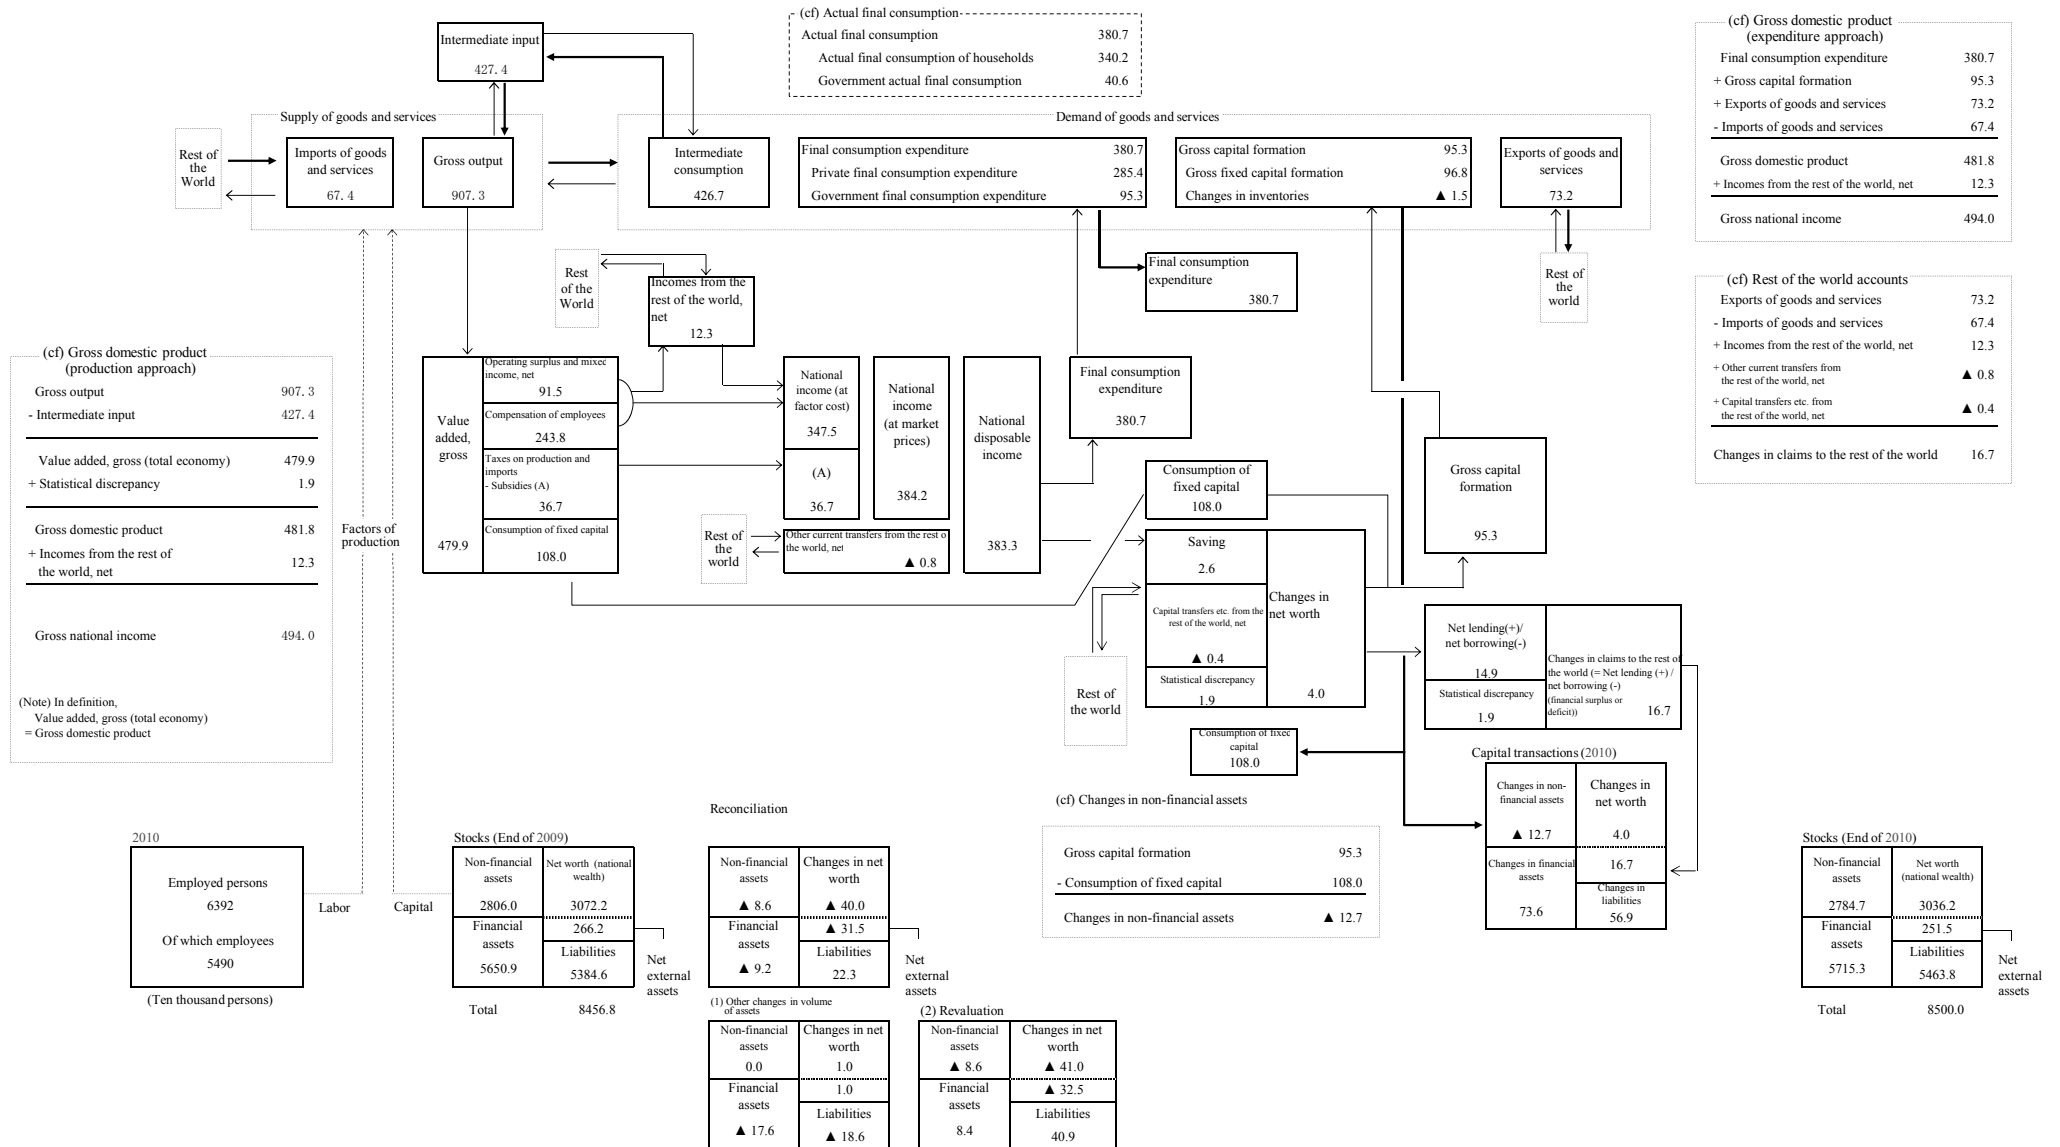 (cf) Actual final consumption
Actual final consumption 380.7
Actual final consumption of households 340.2
Government actual final consumption 40.6
(cf) Gross domestic product
(expenditure approach)
Final consumption expenditure 380.7
+ Gross capital formation 95.3
+ Exports of goods and services 73.2
- Imports of goods and services 67.4
Gross domestic product 481.8
+ Incomes from the rest of the world, net 12.3
Gross national income 494.0
Intermediate input
427.4
Supply of goods and services
Demand of goods and services
Rest of
the
World
Imports of goods
and services
67.4
Gross output
907.3
Intermediate
consumption
426.7
Final consumption expenditure 380.7
Private final consumption expenditure 285.4
Government final consumption expenditure 95.3
Gross capital formation 95.3
Gross fixed capital formation 96.8
Changes in inventories ▲ 1.5
Exports of goods and
services
73.2
Rest
of the
World
Incomes from the
rest of the world,
net
12.3
Final consumption
expenditure
380.7
Rest of
the
world
(cf) Rest of the world accounts
Exports of goods and services 73.2
- Imports of goods and services 67.4
+ Incomes from the rest of the world, net 12.3
+ Other current transfers from
the rest of the world, net ▲ 0.8
+ Capital transfers etc. from
the rest of the world, net ▲ 0.4
Changes in claims to the rest of the world 16.7
(cf) Gross domestic product
(production approach)
Gross output 907.3
- Intermediate input 427.4
Value added, gross (total economy) 479.9
+ Statistical discrepancy 1.9
Gross domestic product 481.8
+ Incomes from the rest of
the world, net 12.3
Gross national income 494.0
(Note) In definition,
Value added, gross (total economy)
= Gross domestic product
Factors of
production
Value
added,
gross
479.9
Operating surplus and mixed
income, net
91.5
Compensation of employees
243.8
Taxes on production and
imports
- Subsidies (A)
36.7
Consumption of fixed capital
108.0
National
income (at
factor cost)
347.5
(A)
36.7
National
income
(at market
prices)
384.2
Rest of
the
world
Other current transfers from the rest o
the world, net
▲ 0.8
National
disposable
income
383.3
Final consumption
expenditure
380.7
Consumption of
fixed capital
108.0
Saving
2.6
Capital transfers etc. from the
rest of the world, net
▲ 0.4
Statistical discrepancy
1.9
Changes in
net worth
4.0
Rest of
the world
Gross capital
formation
95.3
Net lending(+)/
net borrowing(-)
14.9
Statistical discrepancy
1.9
Changes in claims to the rest of
the world (= Net lending (+) /
net borrowing (-)
(financial surplus or
deficit))
16.7
Consumption of fixed
capital
108.0
Capital transactions (2010)
Changes in non-
financial assets
▲ 12.7
Changes in
net worth
4.0
16.7
Changes in financial
assets
73.6
Changes in
liabilities
56.9
(cf) Changes in non-financial assets
Gross capital formation 95.3
- Consumption of fixed capital 108.0
Changes in non-financial assets ▲ 12.7
2010
Employed persons
6392
Of which employees
5490
(Ten thousand persons)
Labor
Capital
Stocks (End of 2009)
Non-financial
assets
2806.0
Net worth (national
wealth)
3072.2
266.2
Financial
assets
5650.9
Liabilities
5384.6
Total 8456.8
Net
external
assets
Reconciliation
Non-financial
assets
▲ 8.6
Changes in net
worth
▲ 40.0
▲ 31.5
Financial
assets
▲ 9.2
Liabilities
22.3
Net
external
assets
(1) Other changes in volume
of assets
Non-financial
assets
0.0
Changes in net
worth
1.0
1.0
Financial
assets
▲ 17.6
Liabilities
▲ 18.6
(2) Revaluation
Non-financial
assets
▲ 8.6
Changes in net
worth
▲ 41.0
▲ 32.5
Financial
assets
8.4
Liabilities
40.9
Stocks (End of 2010)
Non-financial
assets
2784.7
Net worth
(national wealth)
3036.2
251.5
Financial
assets
5715.3
Liabilities
5463.8
Total 8500.0
Net
external
assets